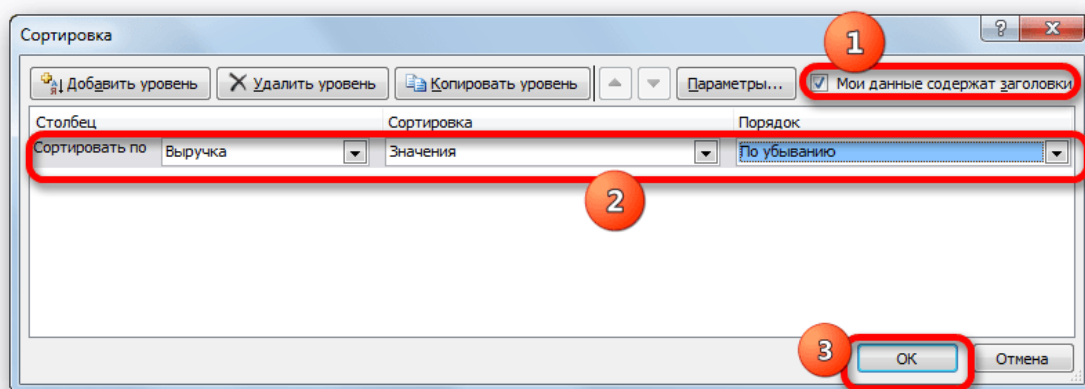 Сортировка
1
Добавить уровень Удалить уровень Копировать уровень Параметры... Мои данные содержат заголовки
Столбец Сортировка Порядок
Сортировать по Выручка Значения По убыванию
2
3
ОК Отмена